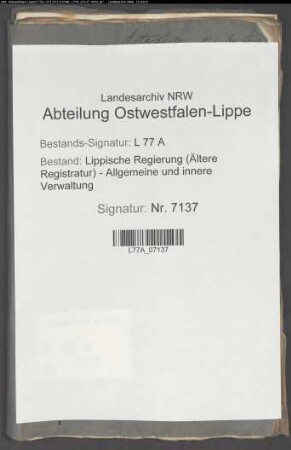 Landesarchiv NRW
Abteilung Ostwestfalen-Lippe
Bestands-Signatur: L 77 A
Bestand: Lippische Regierung (Ältere
Registratur) - Allgemeine und innere
Verwaltung
Signatur: Nr. 7137
L77A_07137